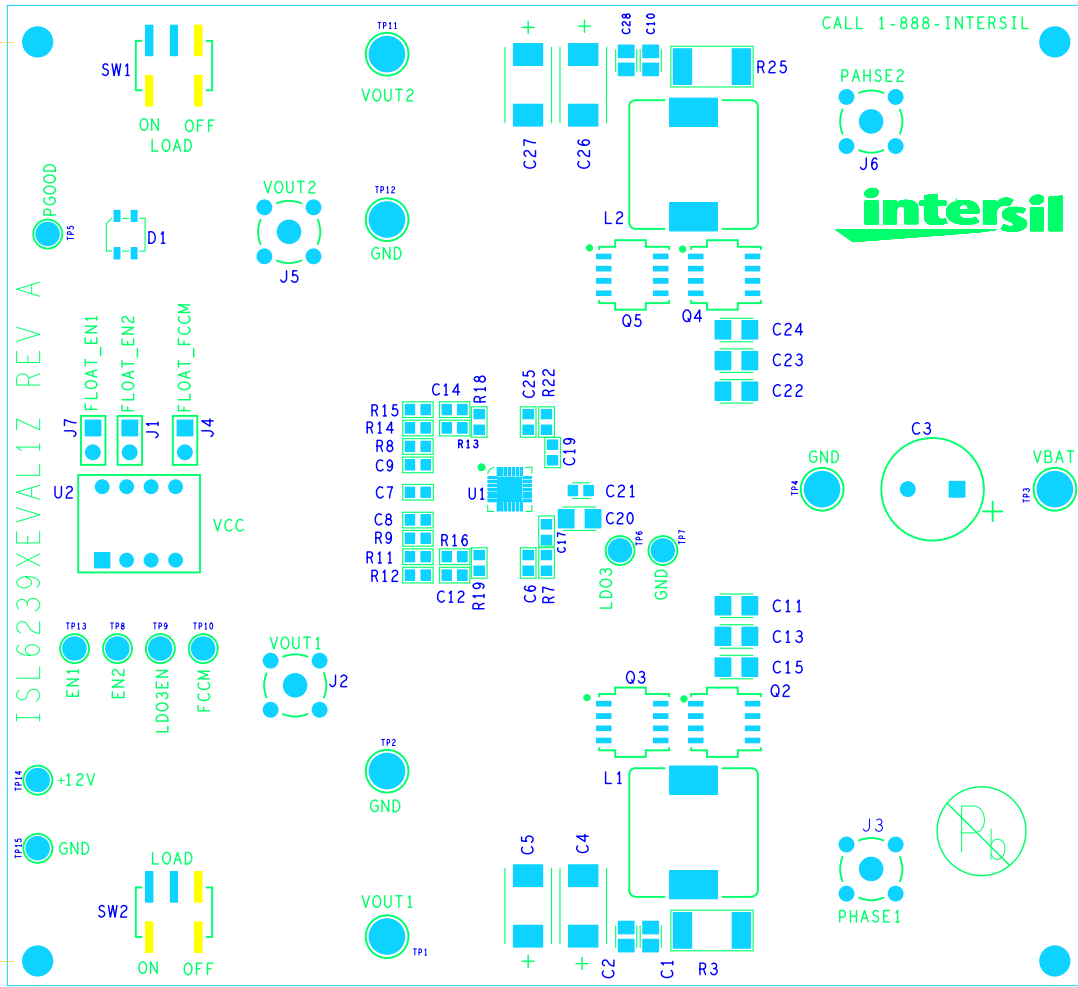 CALL 1-888-INTERSIL
TP11
C28
C10
SW1
VOUT2
R25
PAHSE2
ON
OFF
LOAD
C27
C26
J6
PGOOD
TP5
D1
VOUT2
J5
TP12
GND
L2
intersil
Q5
Q4
C24
C23
C22
ISL6239XEVAL1Z REV A
FLOAT_EN1
FLOAT_EN2
FLOAT_FCCM
J7
J1
J4
R15
C14
R18
C25
R22
R14
R13
R8
C9
C19
C7
U1
C21
C20
C8
R9
R16
C17
R11
R12
C12
R19
C6
R7
TP6
LDO3
TP7
GND
C3
GND
TP4
VBAT
TP3
+
U2
VCC
TP13
TP8
TP9
TP10
EN1
EN2
LDO3EN
FCCM
VOUT1
J2
C11
C13
C15
Q3
Q2
TP14
+12V
TP2
GND
L1
TP15
GND
LOAD
SW2
ON
OFF
VOUT1
TP1
C5
C4
+
+
C2
C1
R3
J3
PHASE1
Pb
+
+